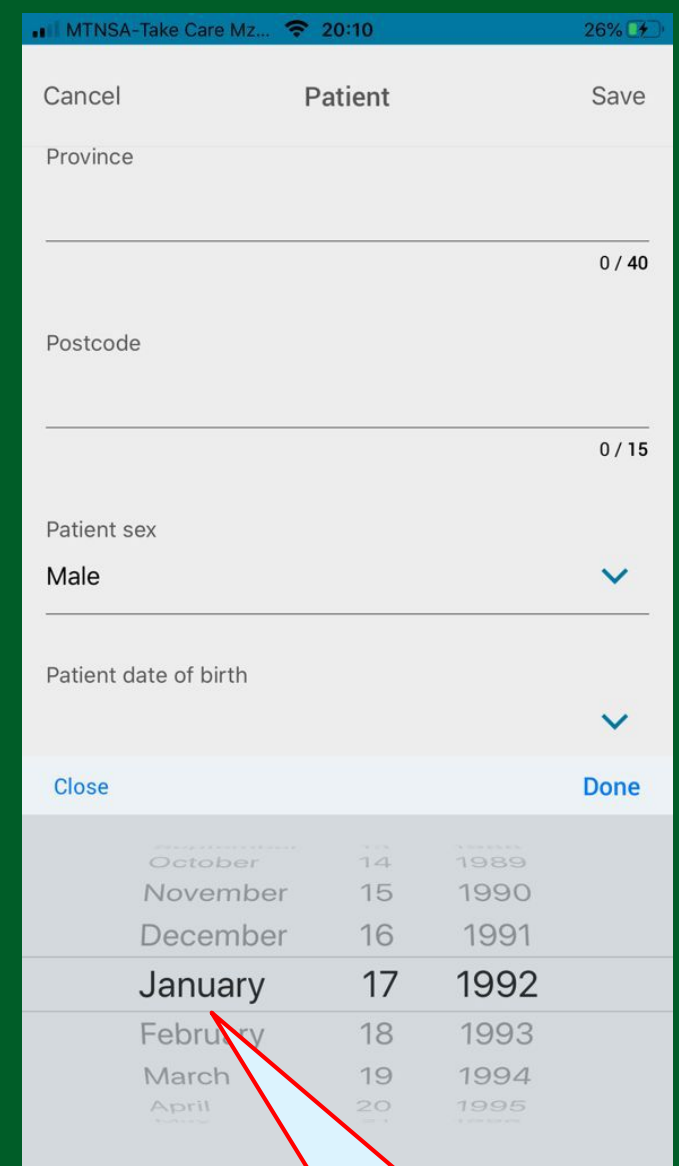 MTNSA-Take Care Mz... 20:10 26%
Cancel Patient Save
Province
0 / 40
Postcode
0 / 15
Patient sex
Male
Patient date of birth
Close Done
October 14 1989
November 15 1990
December 16 1991
January 17 1992
February 18 1993
March 19 1994
April 20 1995